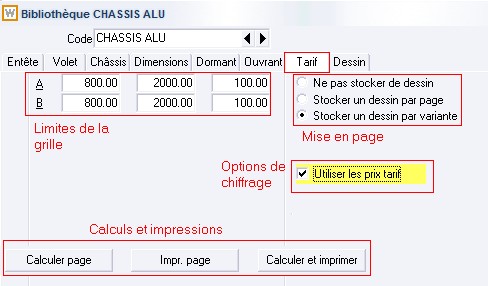 Bibliothèque CHASSIS ALU
Code CHASSIS ALU
Entête Volet Châssis Dimensions Dormant Ouvrant Tarif Dessin
A 800.00 2000.00 100.00
B 800.00 2000.00 100.00
Limites de la
grille
Ne pas stocker de dessin
Stocker un dessin par page
Stocker un dessin par variante
Mise en page
Options de
chiffrage
Utiliser les prix tarif
Calculs et impressions
Calculer page Impr. page Calculer et imprimer